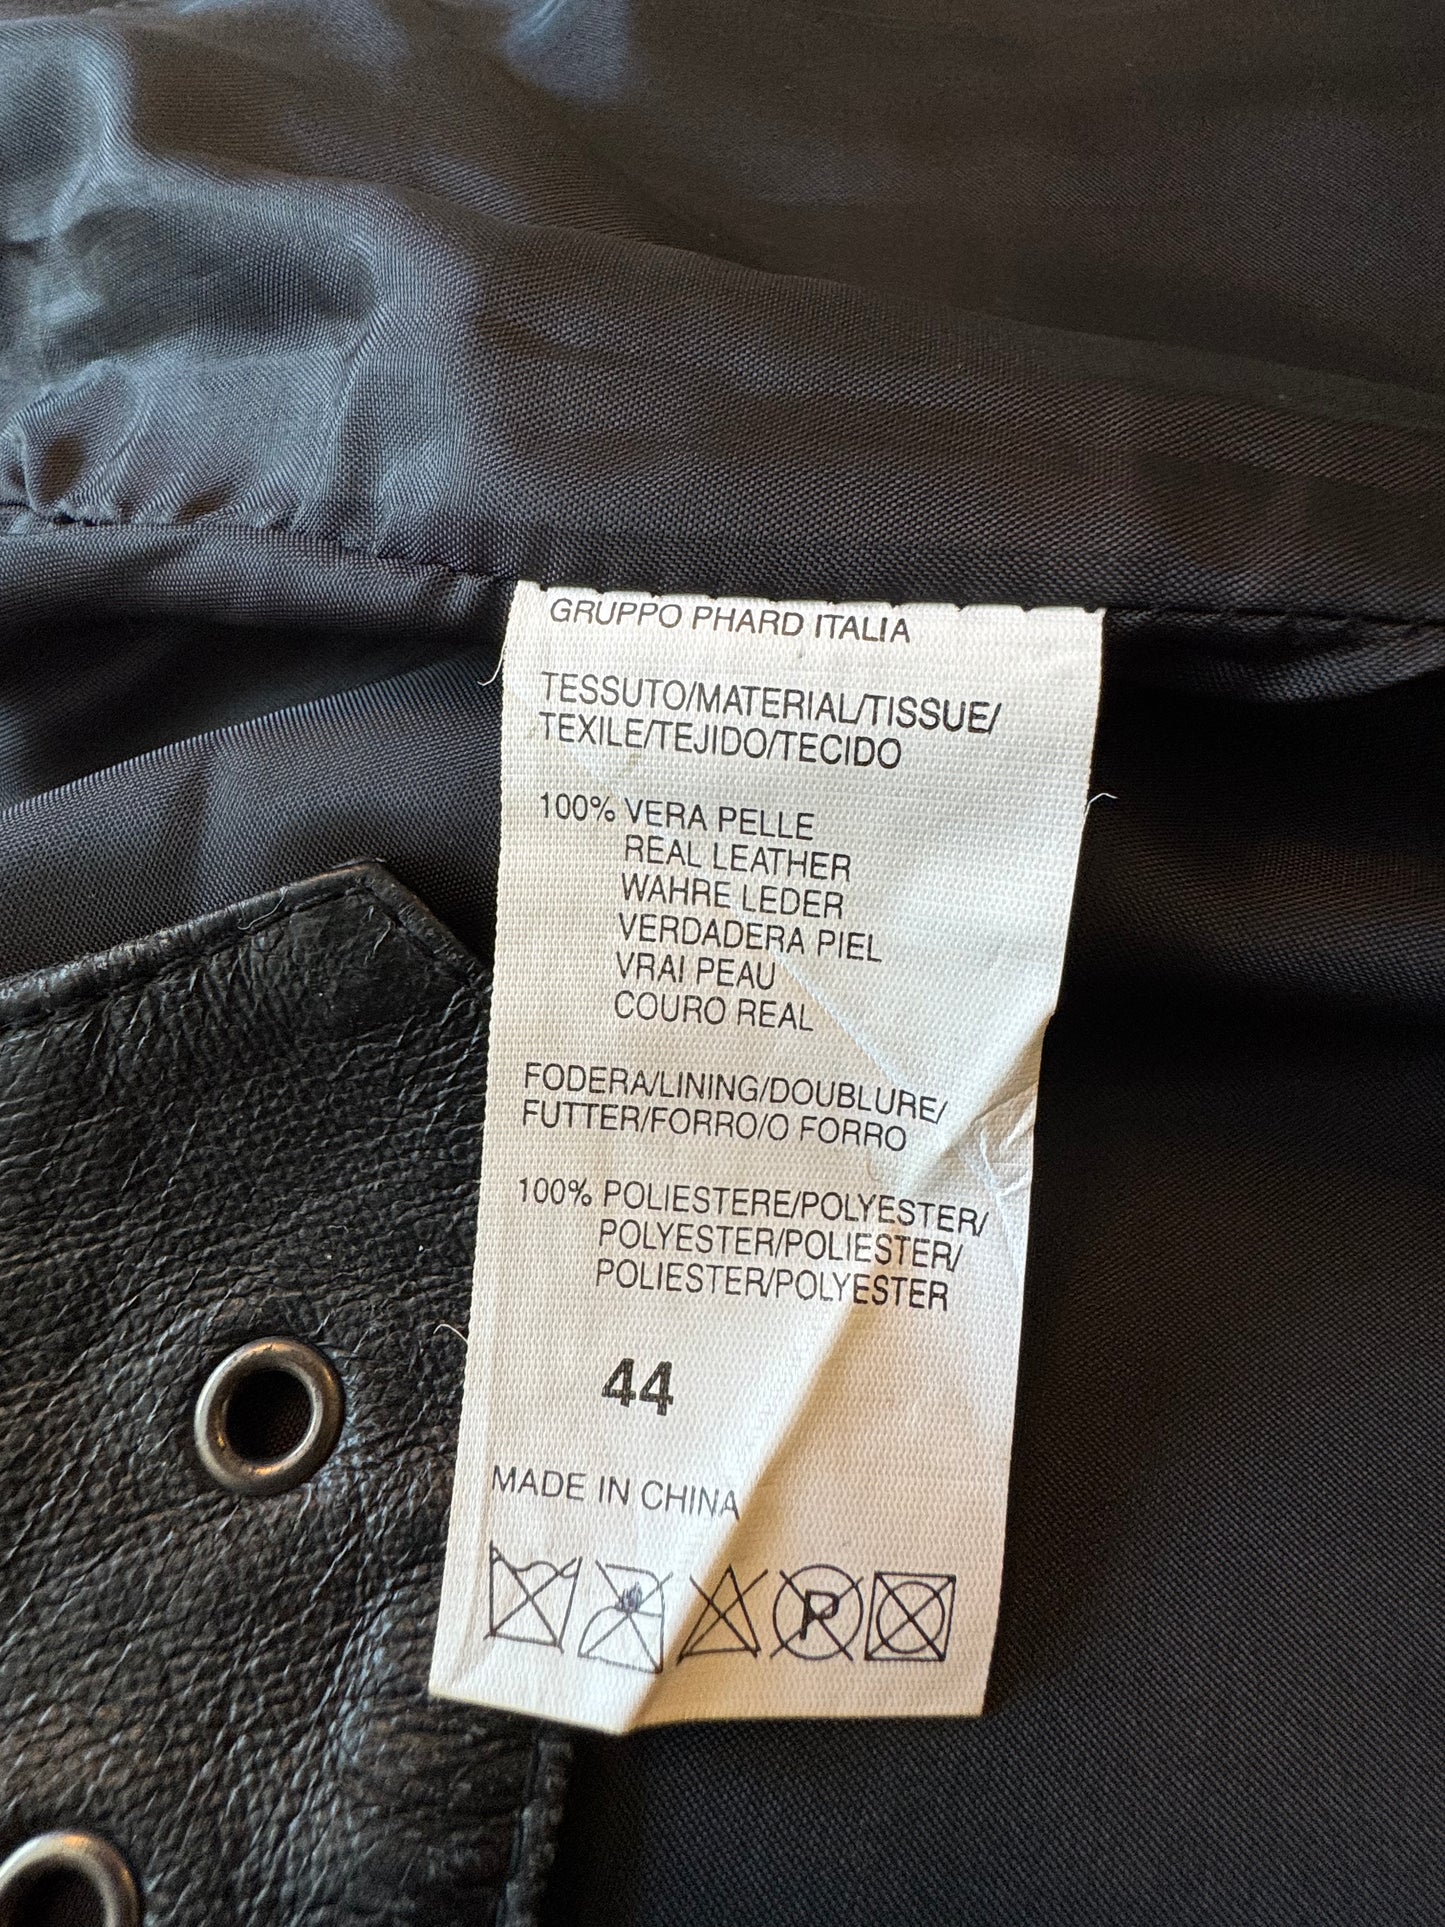 GRUPPO PHARD ITALIA
TESSUTO/MATERIAL/TISSUE/
TEXILE/TEJIDO/TECIDO
100% VERA PELLE
REAL LEATHER
WAHRE LEDER
VERDADERA PIEL
VRAI PEAU
COURO REAL
FODERA/LINING/DOUBLURE/
FUTTER/FORRO/O FORRO
100% POLIESTERE/POLYESTER/
POLYESTER/POLIESTER/
POLIESTER/POLYESTER
44
MADE IN CHINA
P